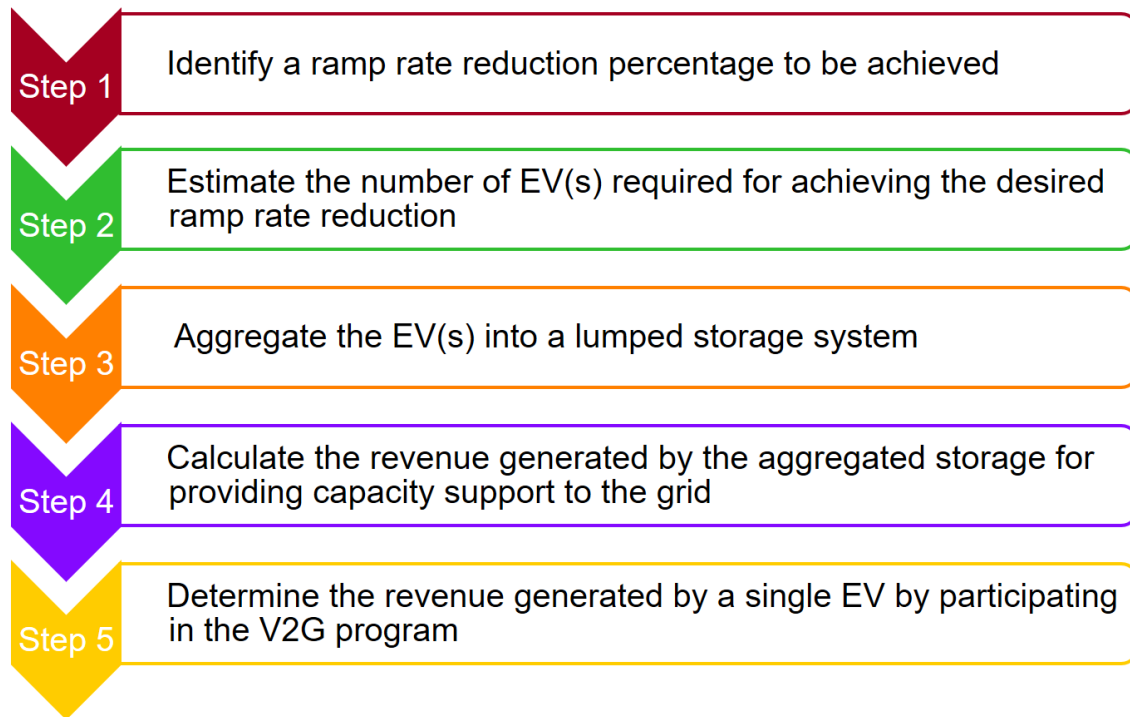 Step 1
Identify a ramp rate reduction percentage to be achieved
Step 2
Estimate the number of EV(s) required for achieving the desired
ramp rate reduction
Step 3
Aggregate the EV(s) into a lumped storage system
Step 4
Calculate the revenue generated by the aggregated storage for
providing capacity support to the grid
Step 5
Determine the revenue generated by a single EV by participating
in the V2G program